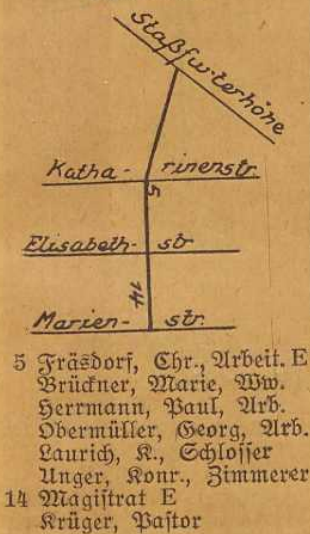 Staßfurterhöhe
Katha- rinenstr.
5
Elisabeth- str
14
Marien- str.
5 Fräsdorf, Chr., Arbeit. E
Brückner, Marie, Ww.
Herrmann, Paul, Arb.
Obermüller, Georg, Arb.
Laurich, K., Schlosser
Unger, Konr., Zimmerer
14 Magistrat E
Krüger, Pastor